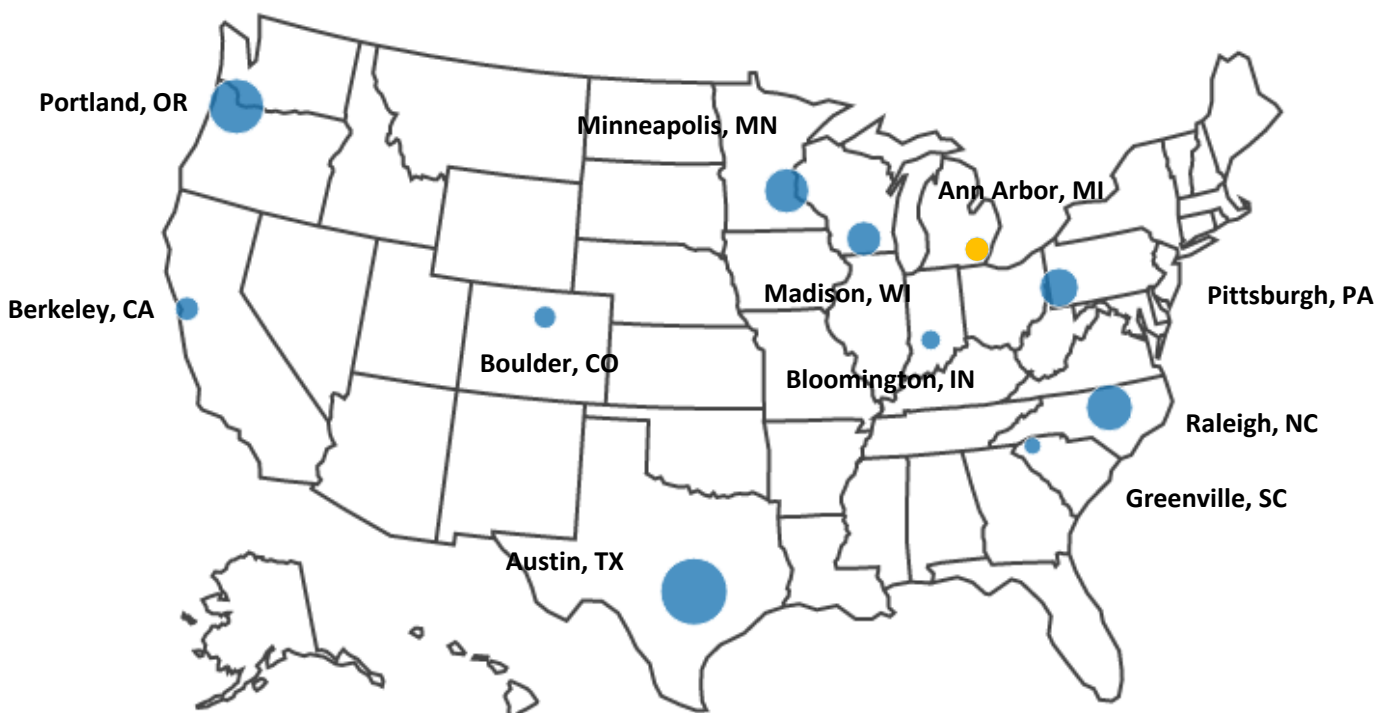 Portland, OR
Minneapolis, MN
Ann Arbor, MI
Madison, WI
Pittsburgh, PA
Berkeley, CA
Boulder, CO
Bloomington, IN
Raleigh, NC
Greenville, SC
Austin, TX